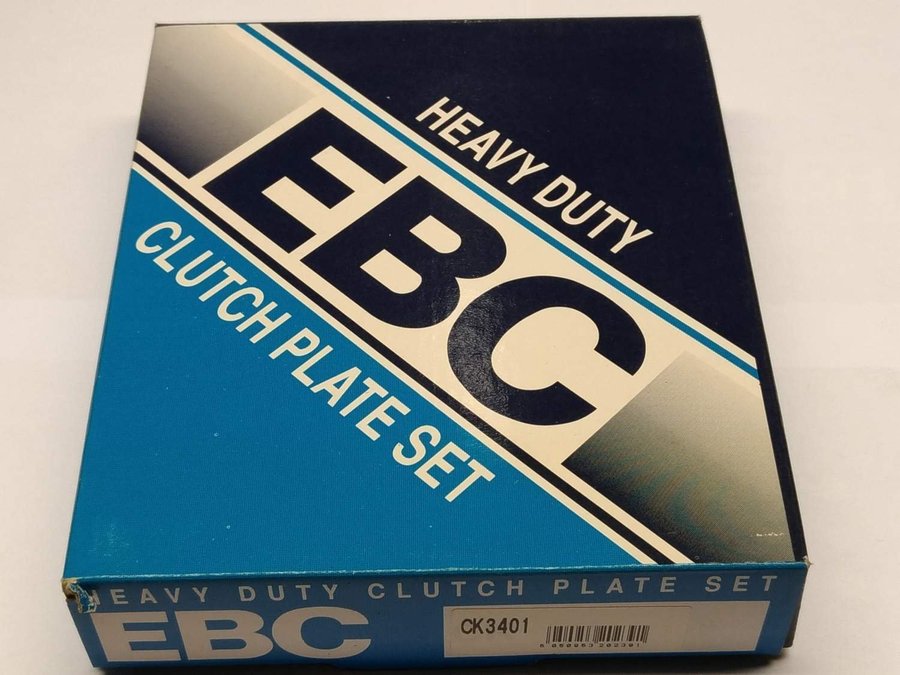 HEAVY DUTY
EBC
CLUTCH PLATE SET
HEAVY DUTY CLUTCH PLATE SET
EBC
CK3401